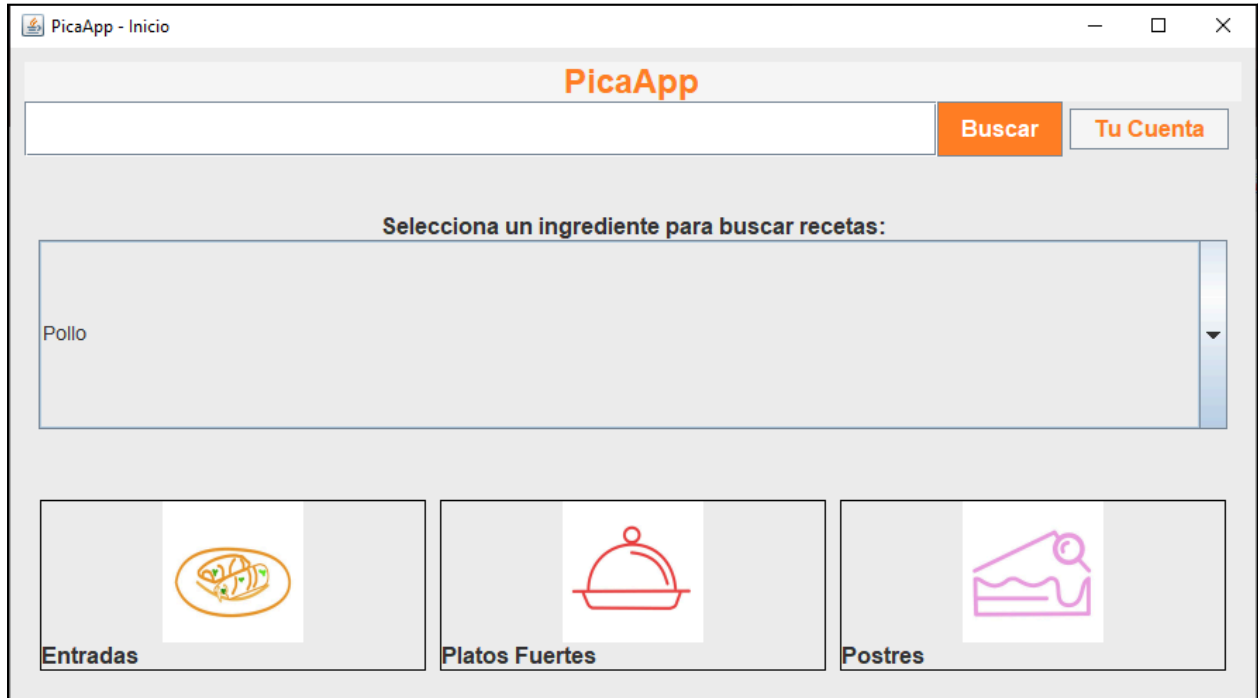 PicaApp - Inicio
PicaApp
Buscar
Tu Cuenta
Selecciona un ingrediente para buscar recetas:
Pollo
Entradas
Platos Fuertes
Postres